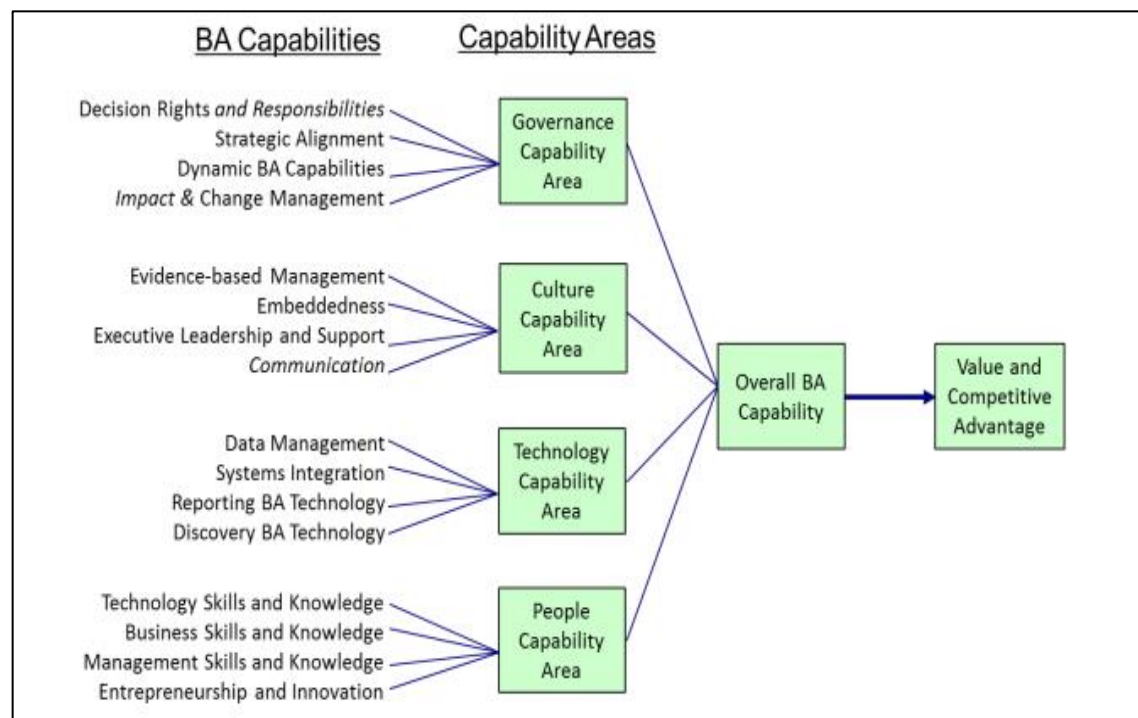 BA Capabilities
Capability Areas
Decision Rights and Responsibilities
Strategic Alignment
Dynamic BA Capabilities
Impact & Change Management
Governance
Capability
Area
Evidence-based Management
Embeddedness
Executive Leadership and Support
Communication
Culture
Capability
Area
Data Management
Systems Integration
Reporting BA Technology
Discovery BA Technology
Technology
Capability
Area
Technology Skills and Knowledge
Business Skills and Knowledge
Management Skills and Knowledge
Entrepreneurship and Innovation
People
Capability
Area
Overall BA
Capability
Value and
Competitive
Advantage